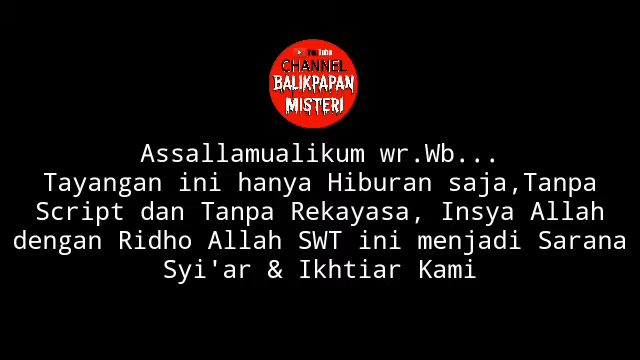 YouTube
CHANNEL
BALIKPAPAN
MISTERI
Assallamualikum wr.Wb...
Tayangan ini hanya Hiburan saja,Tanpa
Script dan Tanpa Rekayasa, Insya Allah
dengan Ridho Allah SWT ini menjadi Sarana
Syi'ar & Ikhtiar Kami